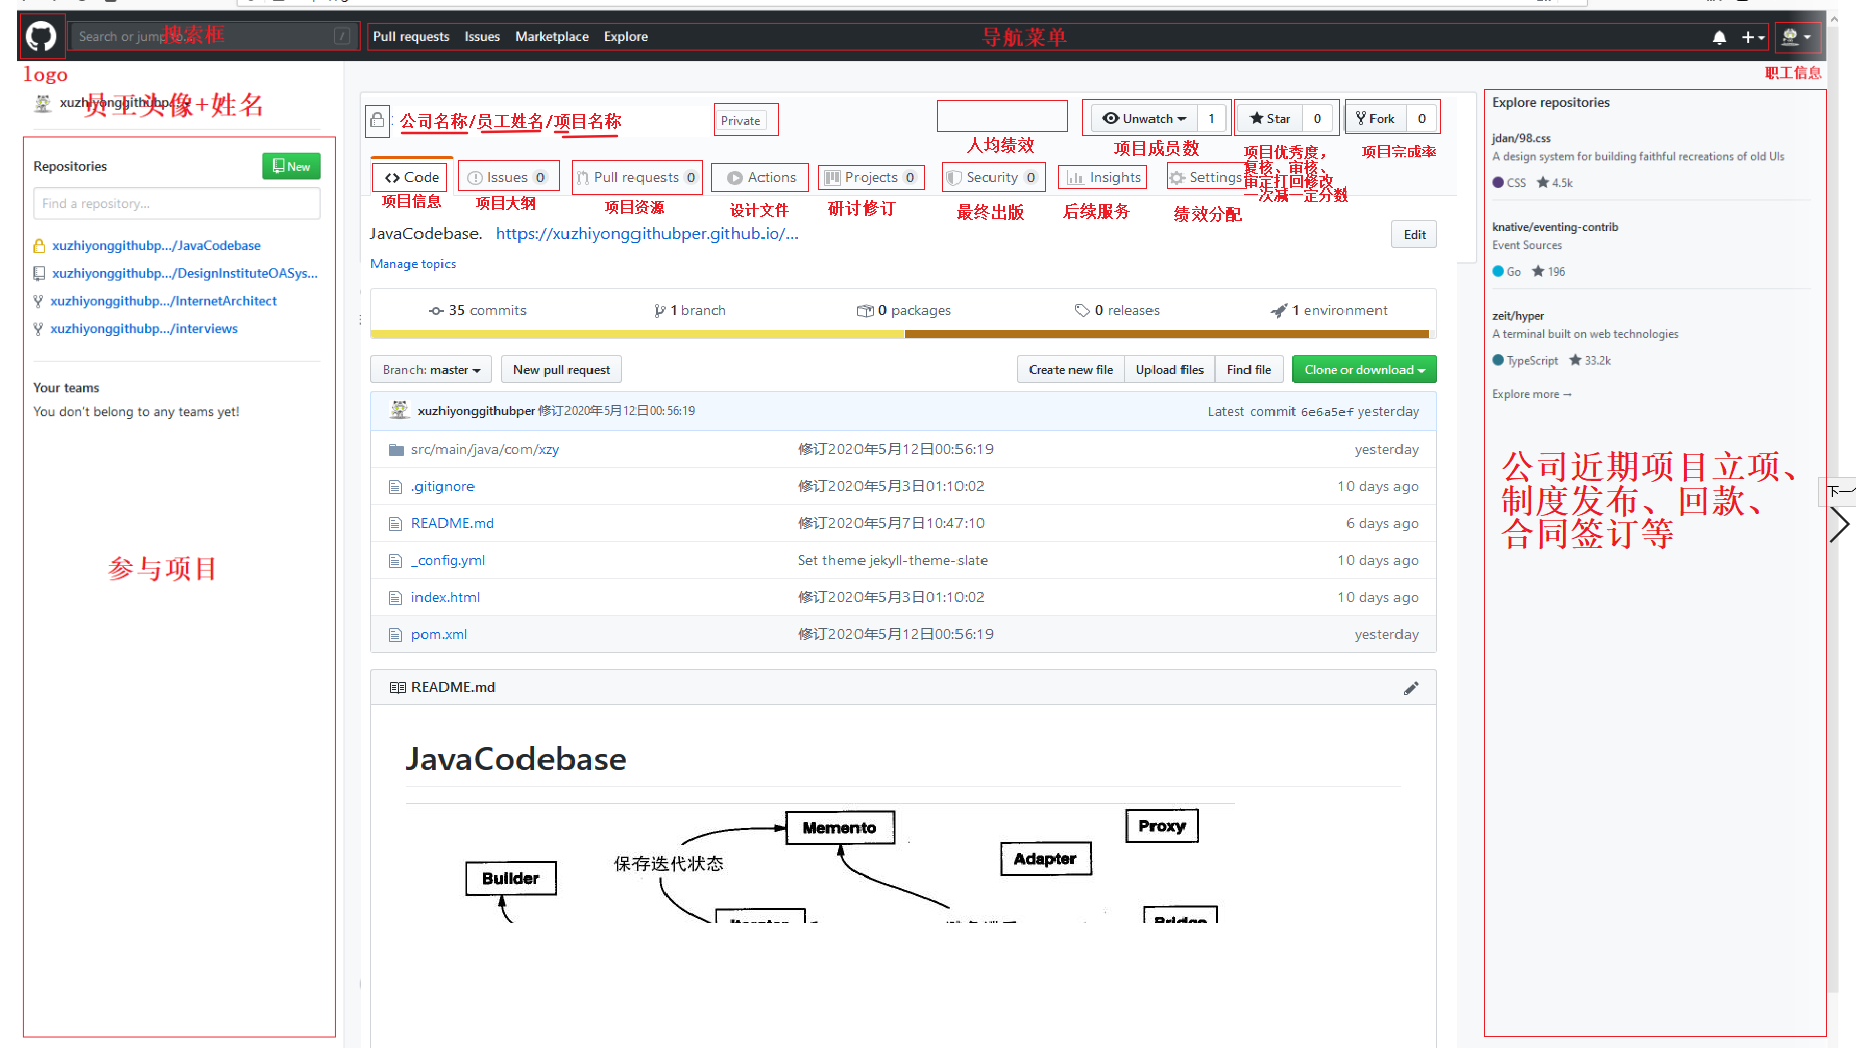 Search or jump to...
搜索框
/
Pull requests Issues Marketplace Explore
导航菜单
logo
职工信息
员工头像+姓名
Repositories
New
Find a repository...
xuzhiyonggithubp.../JavaCodebase
xuzhiyonggithubp.../DesignInstituteOASys...
xuzhiyonggithubp.../InternetArchitect
xuzhiyonggithubp.../interviews
Your teams
You don't belong to any teams yet!
参与项目
公司名称/员工姓名/项目名称
Private
Unwatch 1
Star 0
Fork 0
人均绩效
项目成员数
项目优秀度，
复核、审核、
审定打回修改
一次减一定分数
项目完成率
Code
Issues 0
Pull requests 0
Actions
Projects 0
Security 0
Insights
Settings
项目信息
项目大纲
项目资源
设计文件
研讨修订
最终出版
后续服务
绩效分配
JavaCodebase. https://xuzhiyonggithubper.github.io/...
Edit
Manage topics
35 commits
1 branch
0 packages
0 releases
1 environment
Branch: master
New pull request
Create new file
Upload files
Find file
Clone or download
xuzhiyonggithubper 修订2020年5月12日00:56:19
Latest commit 6e6a5ef yesterday
src/main/java/com/xzy 修订2020年5月12日00:56:19 yesterday
.gitignore 修订2020年5月3日01:10:02 10 days ago
README.md 修订2020年5月7日10:47:10 6 days ago
_config.yml Set theme jekyll-theme-slate 10 days ago
index.html 修订2020年5月3日01:10:02 10 days ago
pom.xml 修订2020年5月12日00:56:19 yesterday
README.md
JavaCodebase
Memento
Proxy
保存迭代状态
Adapter
Builder
Bridge
Explore repositories
jdan/98.css
A design system for building faithful recreations of old UIs
CSS 4.5k
knative/eventing-contrib
Event Sources
Go 196
zeit/hyper
A terminal built on web technologies
TypeScript 33.2k
Explore more →
公司近期项目立项、
制度发布、回款、
合同签订等
下一个